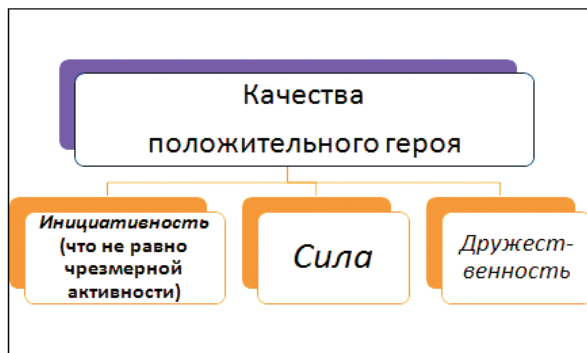 Качества
положительного героя
Инициативность
(что не равно
чрезмерной
активности)
Сила
Дружест-
венность